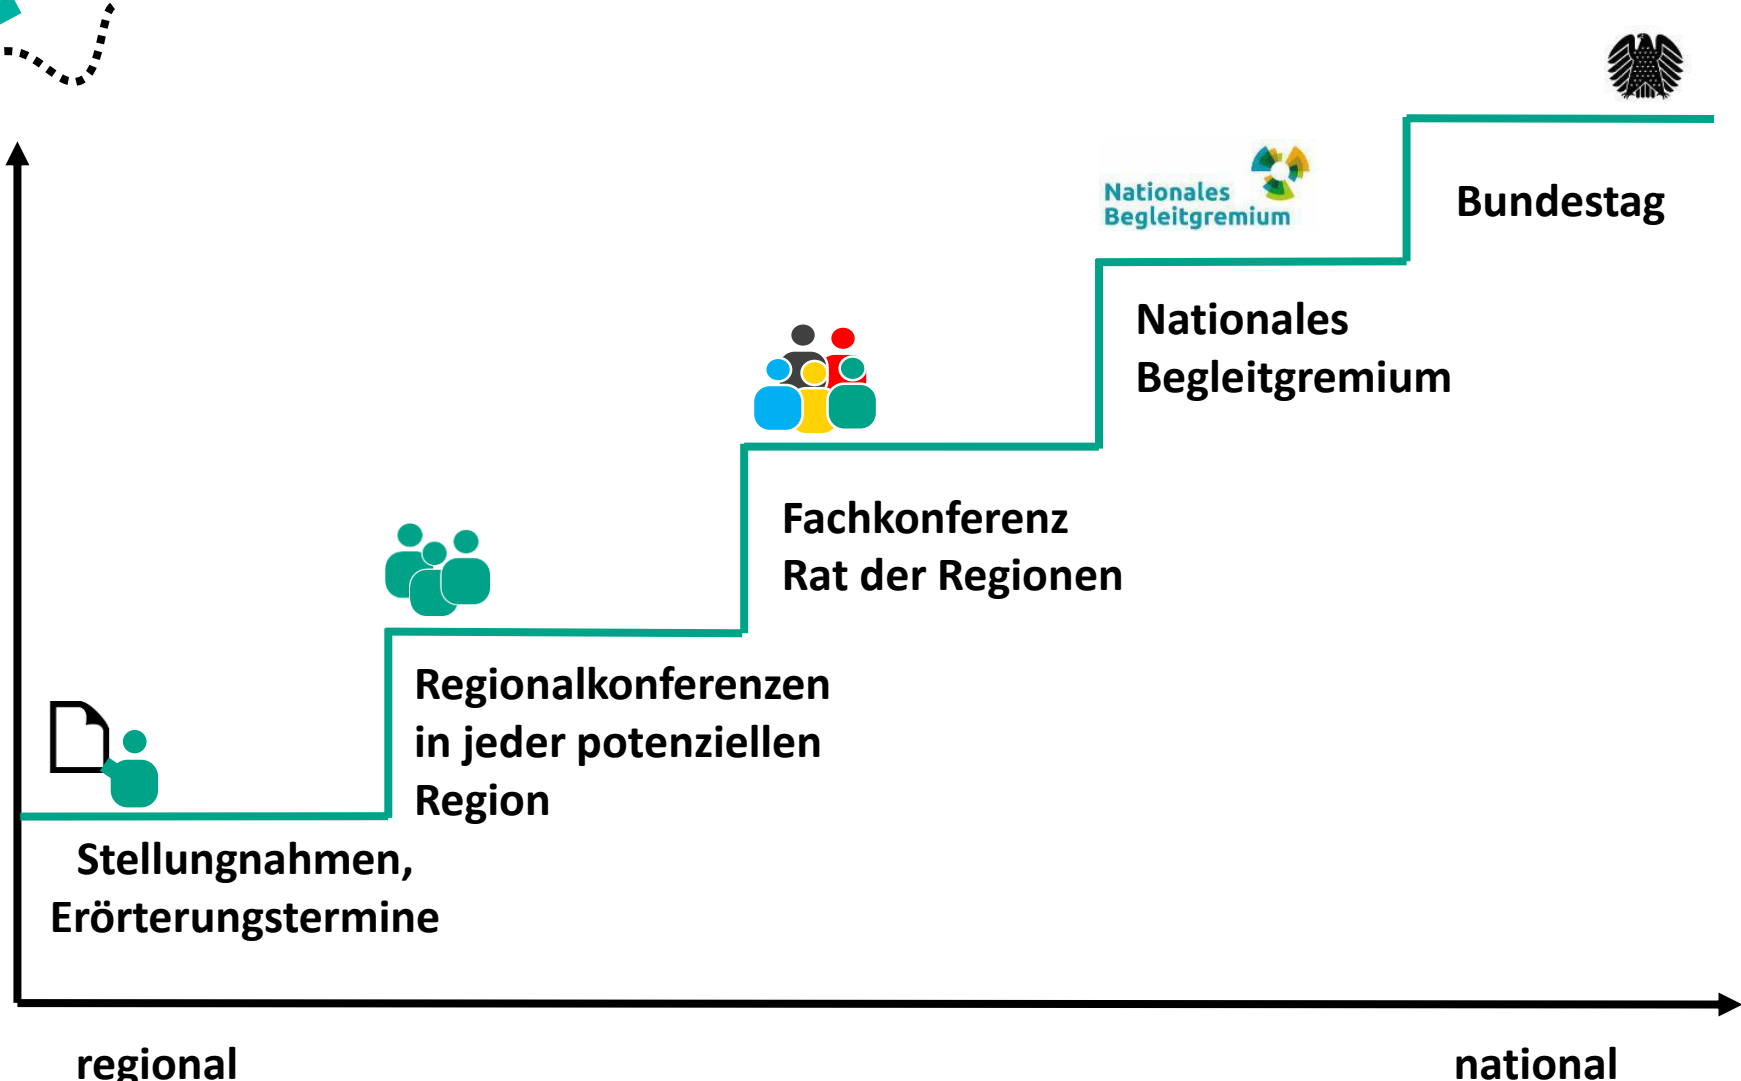 Bundestag
Nationales
Begleitgremium
Nationales
Begleitgremium
Fachkonferenz
Rat der Regionen
Regionalkonferenzen
in jeder potenziellen
Region
Stellungnahmen,
Erörterungstermine
regional
national